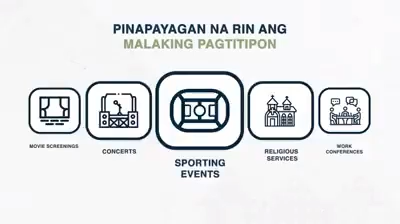 PINAPAYAGAN NA RIN ANG
MALAKING PAGTITIPON
MOVIE SCREENINGS
CONCERTS
SPORTING
EVENTS
RELIGIOUS
SERVICES
WORK
CONFERENCES